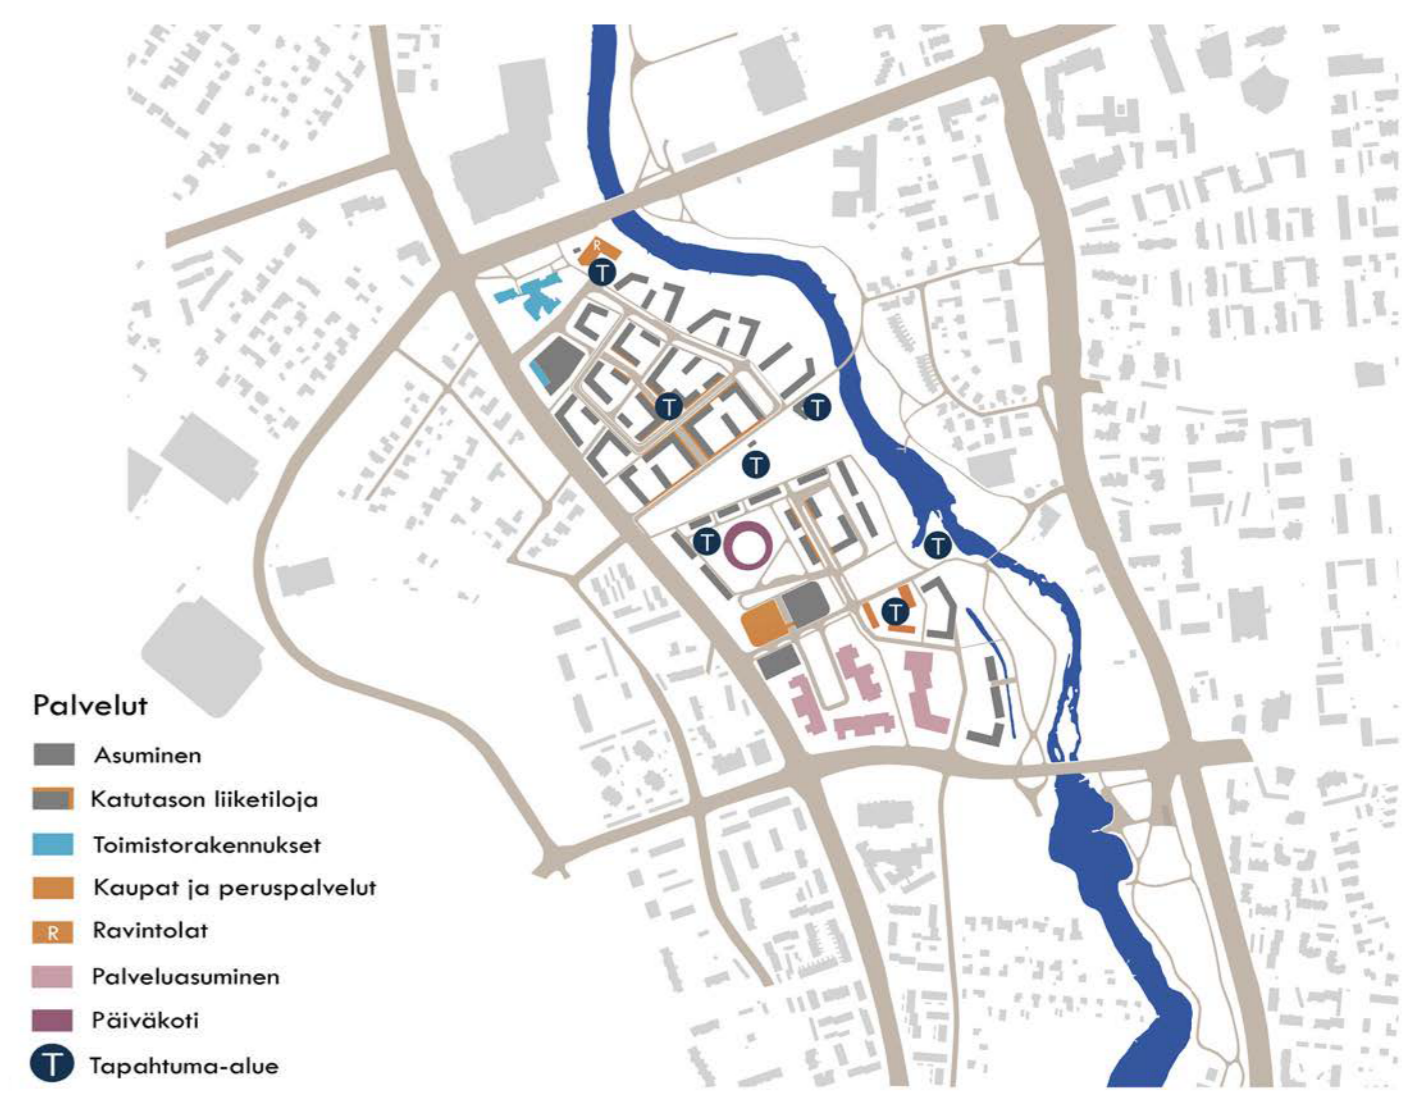 R
T
T
T
T
T
T
T
Palvelut
Asuminen
Katutason liiketiloja
Toimistorakennukset
Kaupat ja peruspalvelut
R Ravintolat
Palveluasuminen
Päiväkoti
T Tapahtuma-alue